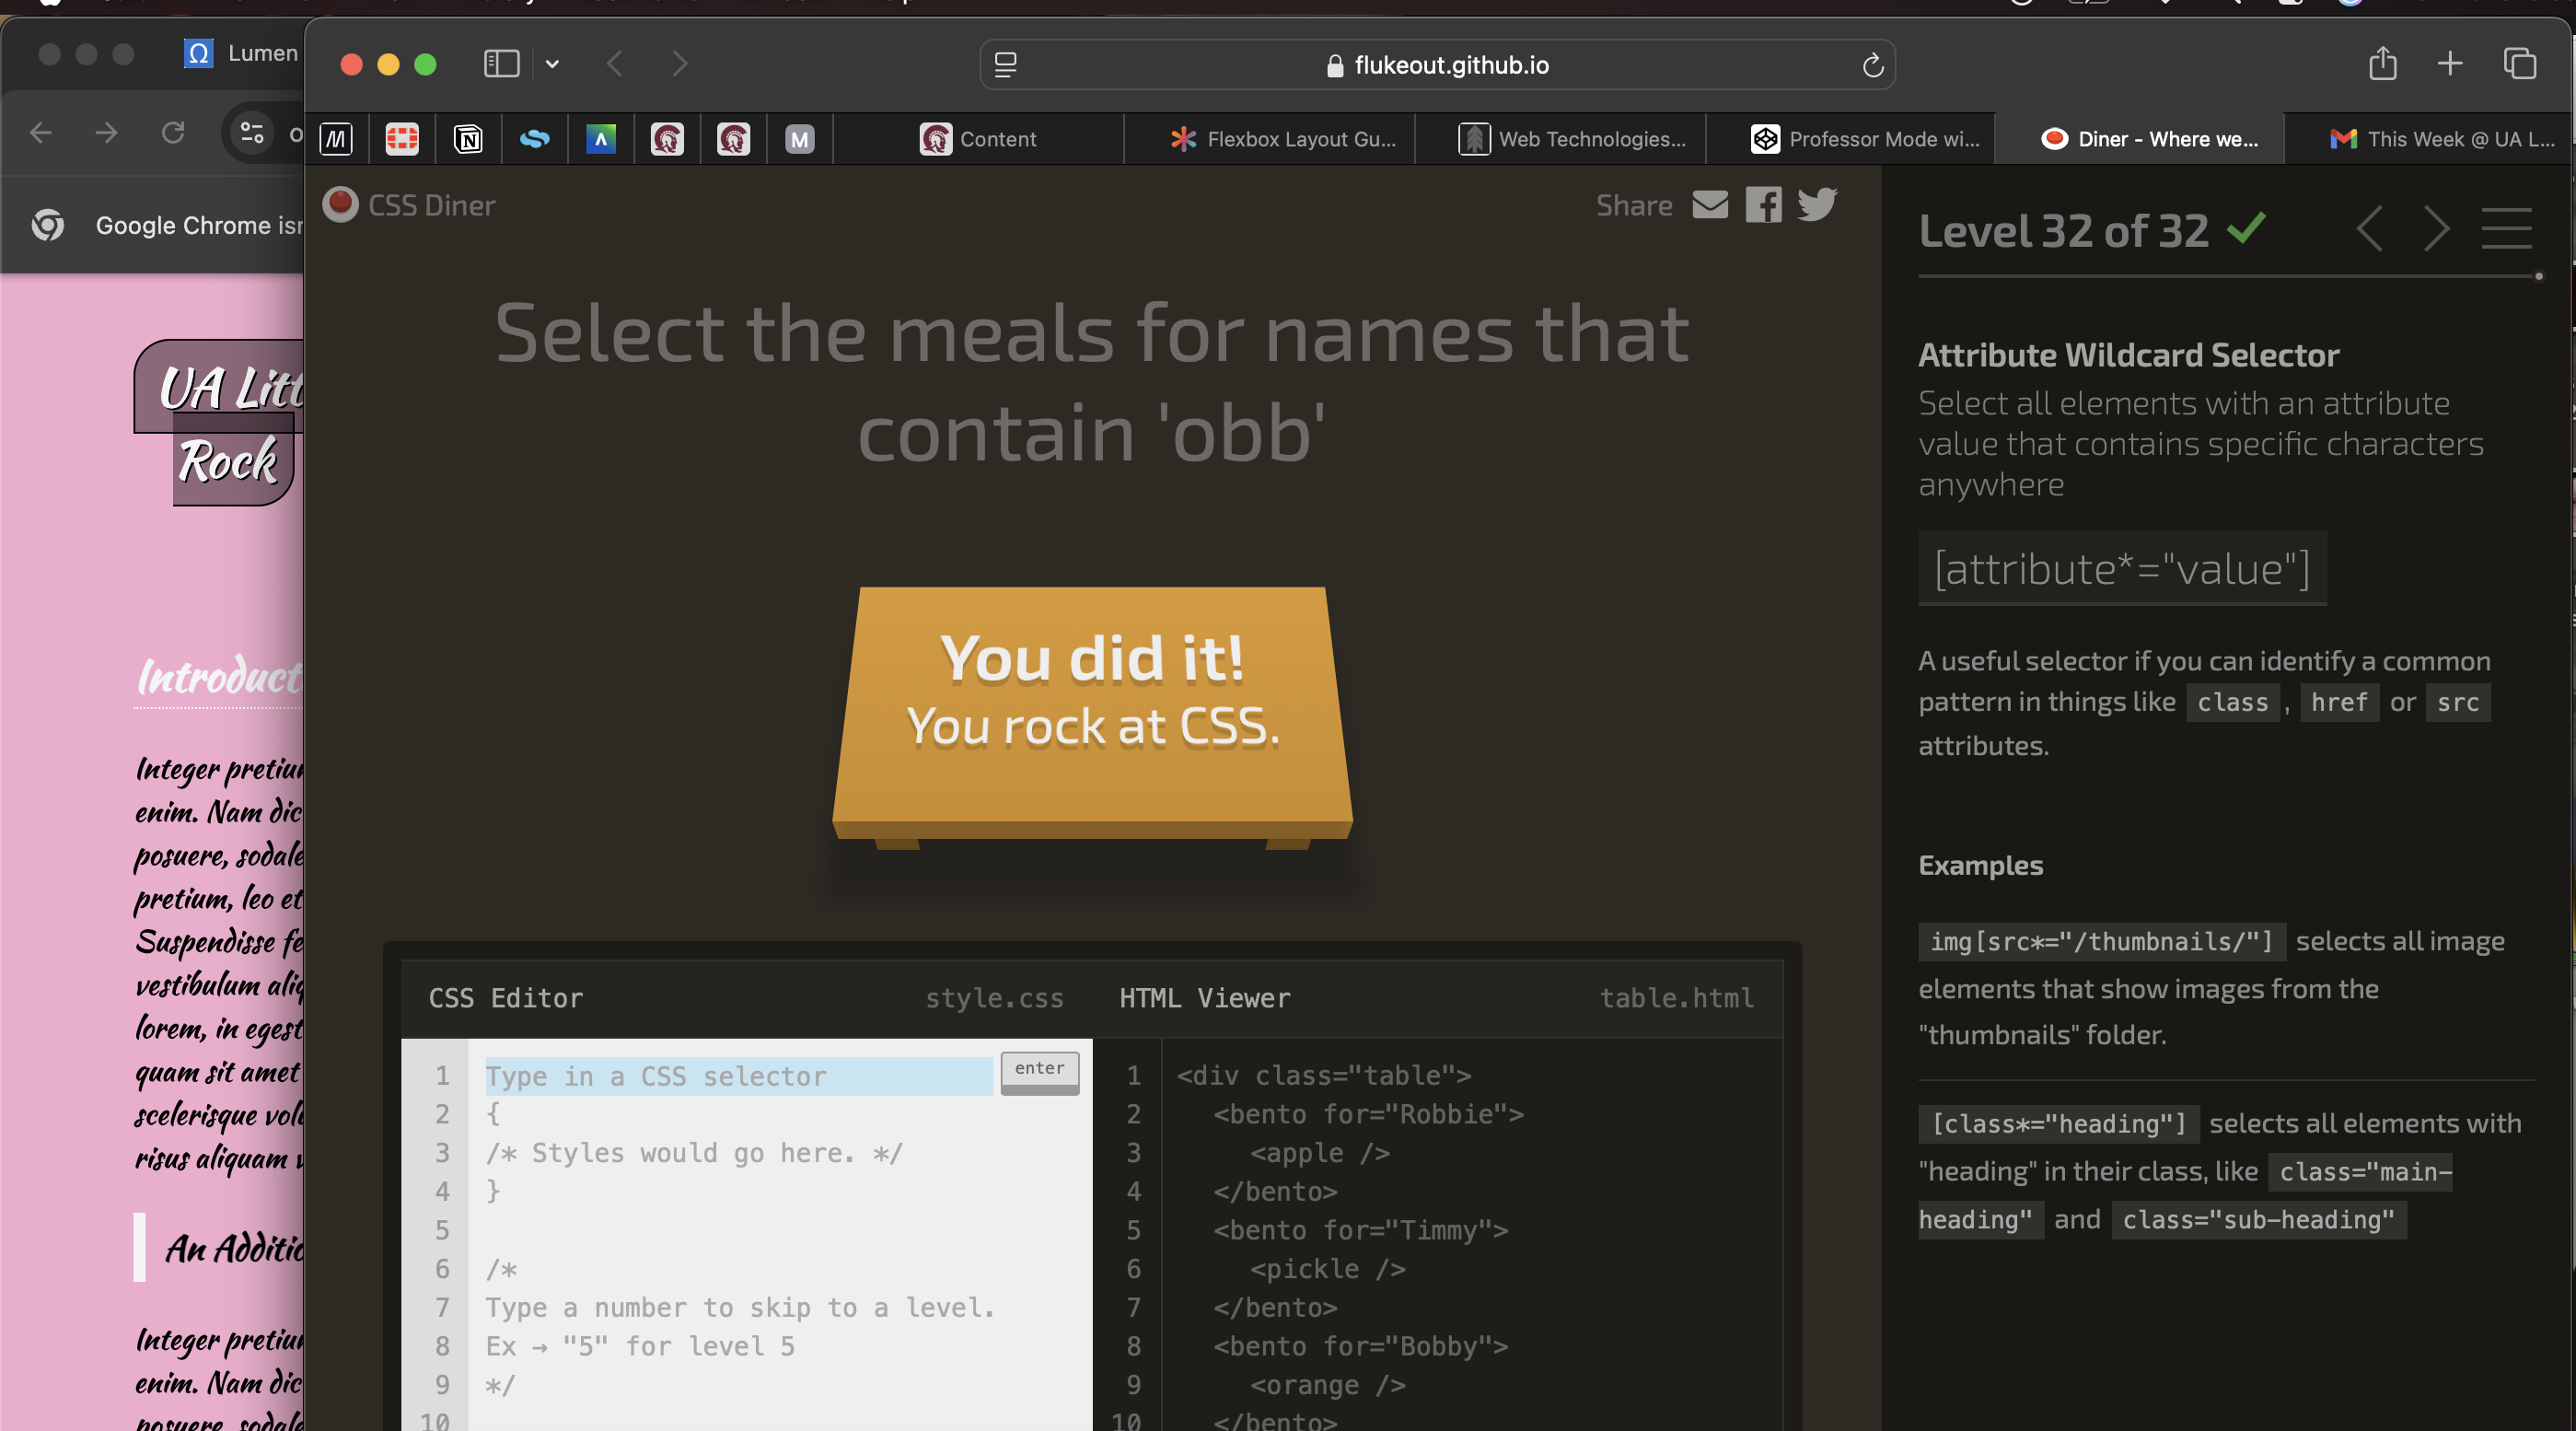 Lumen
Google Chrome isn
UA Litt
Rock
Introduct
Integer pretiu
enim. Nam dic
posuere, sodale
pretium, leo et
Suspendisse fe
vestibulum aliq
lorem, in egest
quam sit amet
scelerisque vol
risus aliquam v
An Additio
Integer pretiu
enim. Nam dic
posuere, sodale
flukeout.github.io
Content
Flexbox Layout Gu...
Web Technologies...
Professor Mode wi...
Diner - Where we...
This Week @ UA L...
CSS Diner
Share
Select the meals for names that
contain 'obb'
You did it!
You rock at CSS.
CSS Editor
style.css
1 Type in a CSS selector
enter
2 {
3 /* Styles would go here. */
4 }
5
6 /*
7 Type a number to skip to a level.
8 Ex → "5" for level 5
9 */
10
HTML Viewer
table.html
1 <div class="table">
2 <bento for="Robbie">
3 <apple />
4 </bento>
5 <bento for="Timmy">
6 <pickle />
7 </bento>
8 <bento for="Bobby">
9 <orange />
10 </bento>
Level 32 of 32
Attribute Wildcard Selector
Select all elements with an attribute
value that contains specific characters
anywhere
[attribute*="value"]
A useful selector if you can identify a common
pattern in things like class , href or src
attributes.
Examples
img[src*="/thumbnails/"] selects all image
elements that show images from the
"thumbnails" folder.
[class*="heading"] selects all elements with
"heading" in their class, like class="main-
heading" and class="sub-heading"